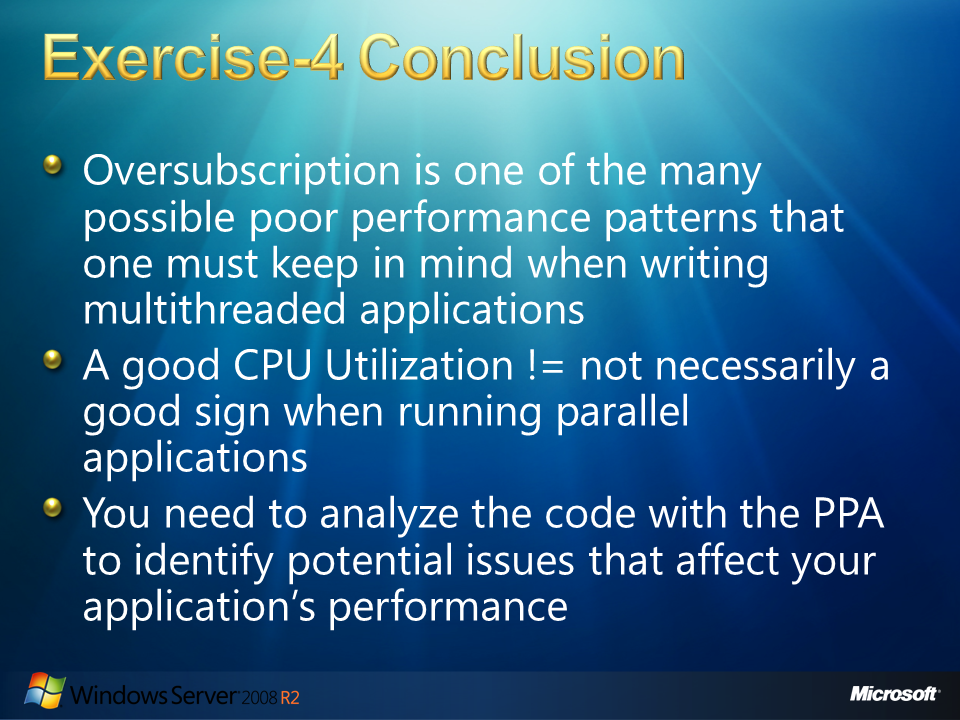 Exercise-4 Conclusion
Oversubscription is one of the many
possible poor performance patterns that
one must keep in mind when writing
multithreaded applications
A good CPU Utilization != not necessarily a
good sign when running parallel
applications
You need to analyze the code with the PPA
to identify potential issues that affect your
application’s performance
Windows Server 2008 R2
Microsoft